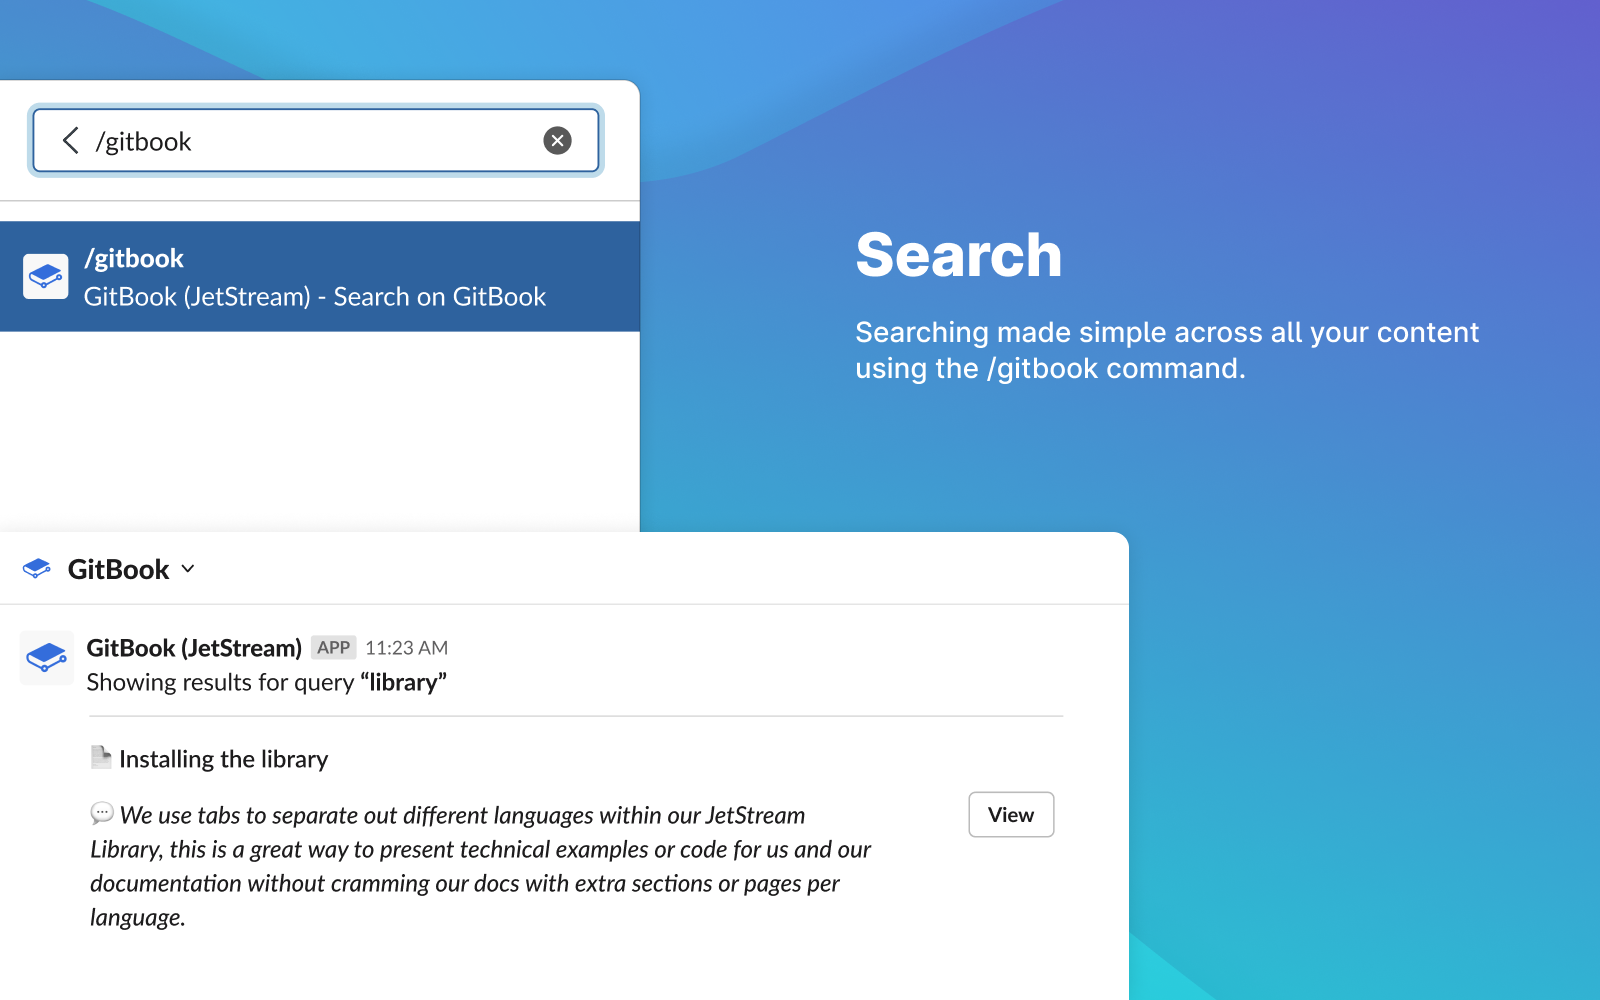 /gitbook
/gitbook
GitBook (JetStream) - Search on GitBook
Search
Searching made simple across all your content
using the /gitbook command.
GitBook
GitBook (JetStream) APP 11:23 AM
Showing results for query “library”
Installing the library
We use tabs to separate out different languages within our JetStream
Library, this is a great way to present technical examples or code for us and our
documentation without cramming our docs with extra sections or pages per
language.
View